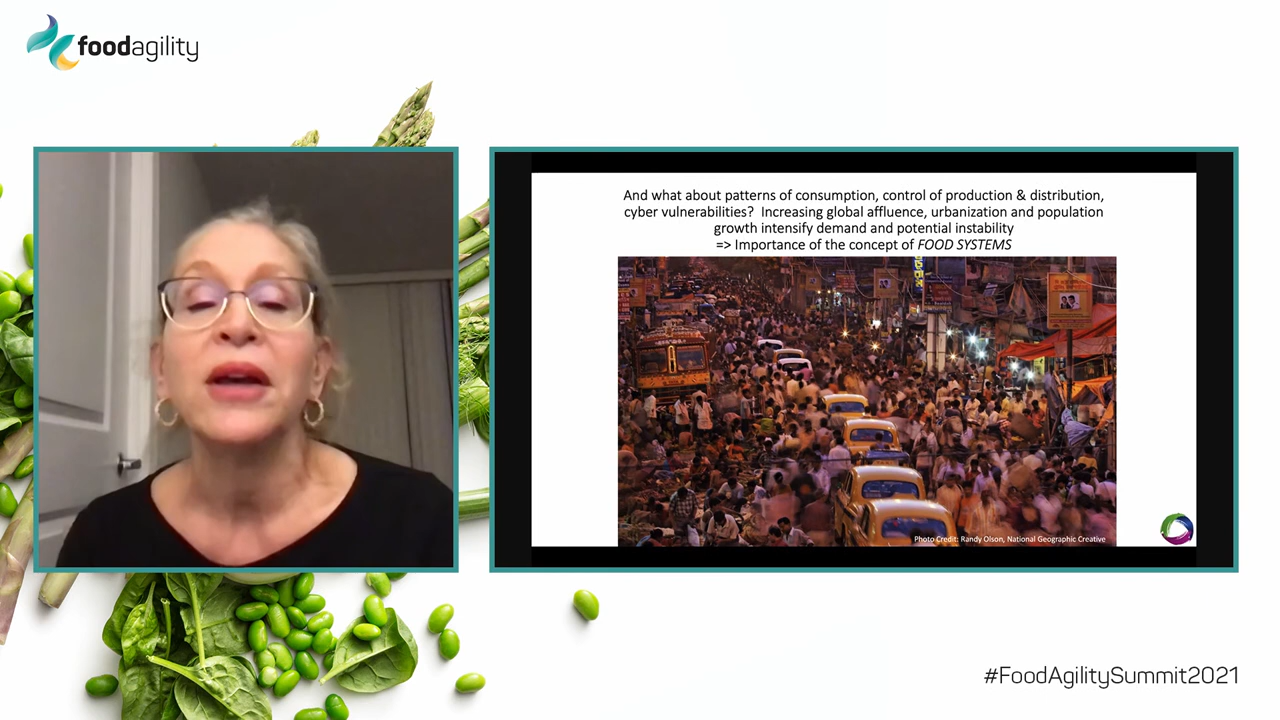 foodagility
And what about patterns of consumption, control of production & distribution,
cyber vulnerabilities? Increasing global affluence, urbanization and population
growth intensify demand and potential instability
=> Importance of the concept of FOOD SYSTEMS
Photo Credit: Randy Olson, National Geographic Creative
#FoodAgilitySummit2021